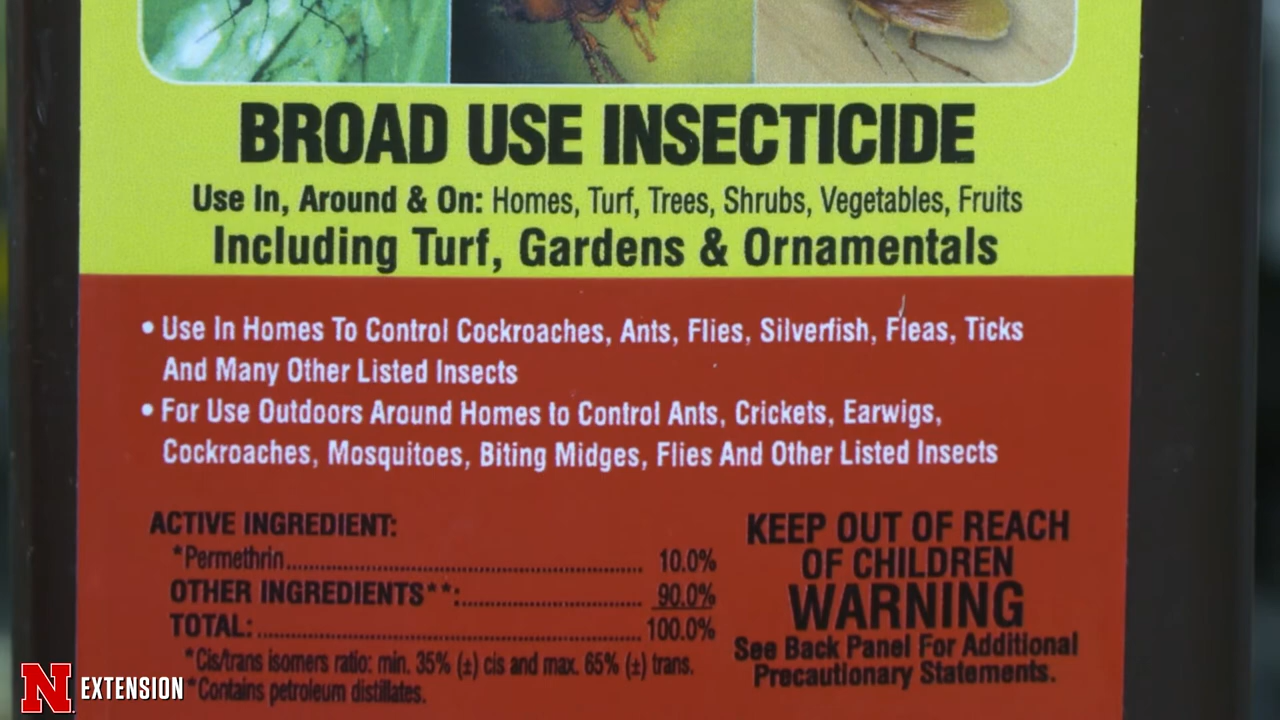 BROAD USE INSECTICIDE
Use In, Around & On: Homes, Turf, Trees, Shrubs, Vegetables, Fruits
Including Turf, Gardens & Ornamentals
• Use In Homes To Control Cockroaches, Ants, Flies, Silverfish, Fleas, Ticks
And Many Other Listed Insects
• For Use Outdoors Around Homes to Control Ants, Crickets, Earwigs,
Cockroaches, Mosquitoes, Biting Midges, Flies And Other Listed Insects
ACTIVE INGREDIENT:
*Permethrin................................................................ 10.0%
OTHER INGREDIENTS**:................................ 90.0%
TOTAL:................................................................ 100.0%
*Cis/trans isomers ratio: min. 35% (±) cis and max. 65% (±) trans.
*Contains petroleum distillates.
KEEP OUT OF REACH
OF CHILDREN
WARNING
See Back Panel For Additional
Precautionary Statements.
N EXTENSION